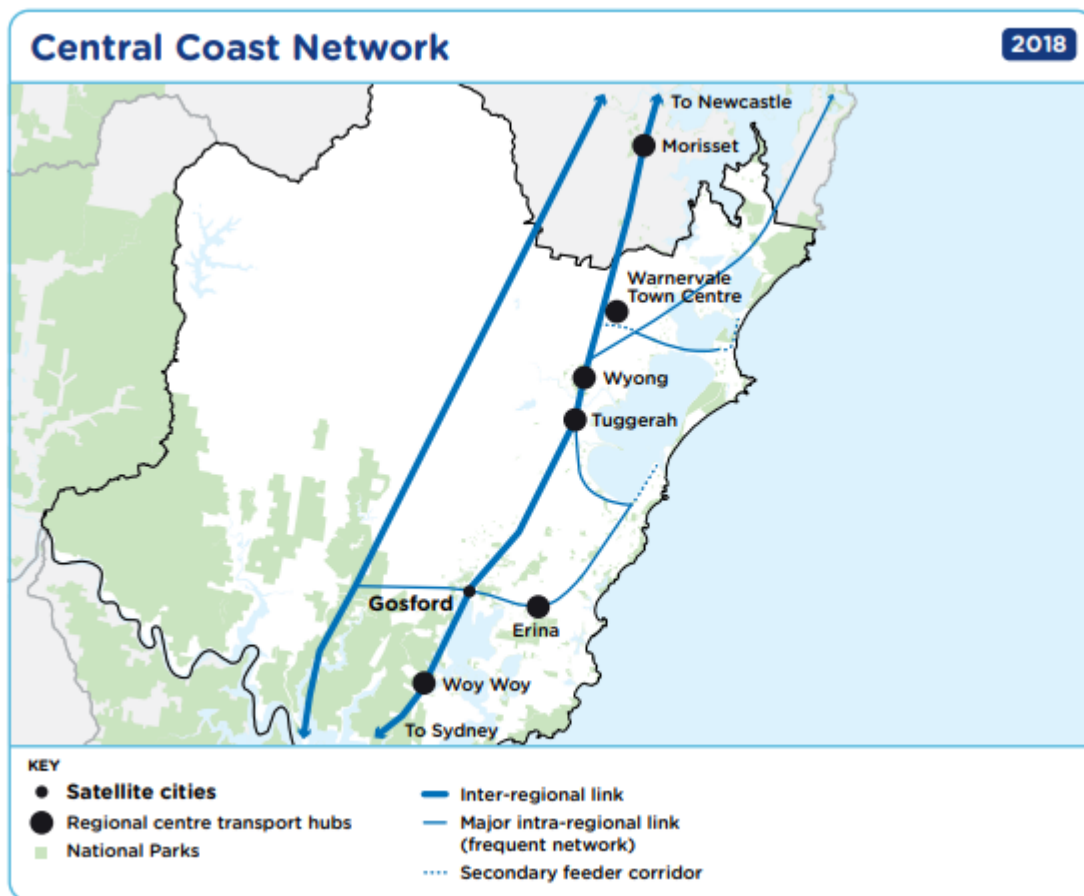 Central Coast Network
2018
To Newcastle
Morisset
Warnervale
Town Centre
Wyong
Tuggerah
Gosford
Erina
Woy Woy
To Sydney
KEY
Satellite cities
Regional centre transport hubs
National Parks
Inter-regional link
Major intra-regional link
(frequent network)
Secondary feeder corridor